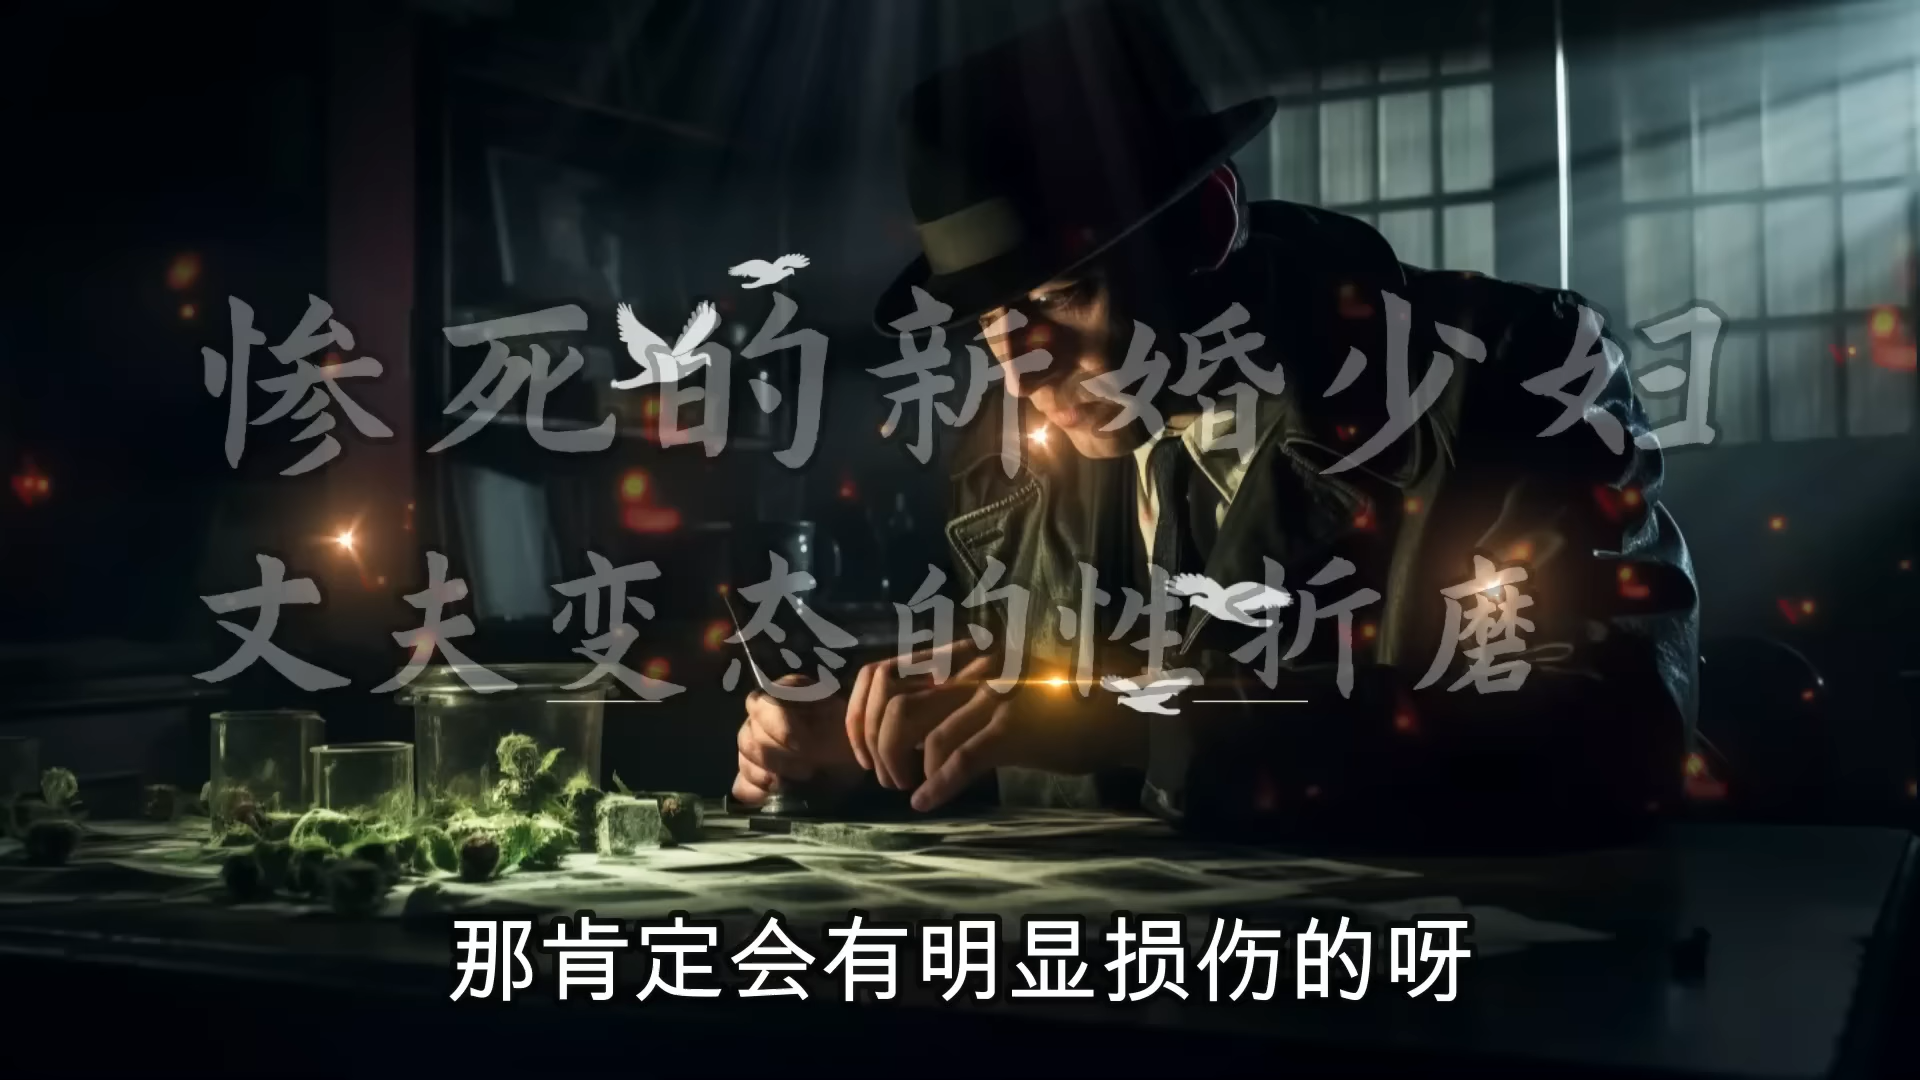 惨死的新婚少妇
丈夫变态的性折磨
那肯定会有明显损伤的呀